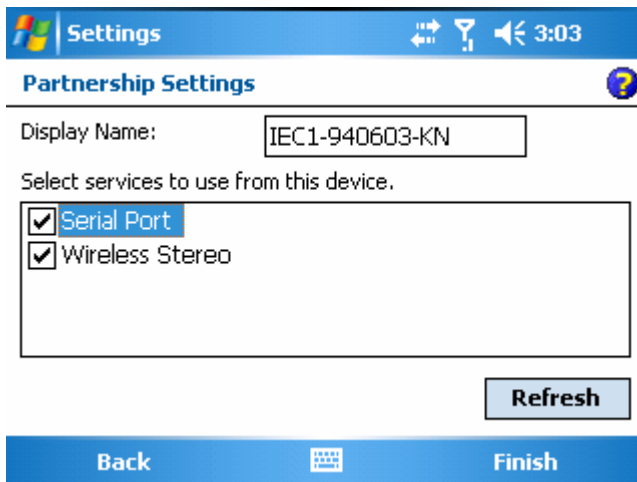 Settings 3:03
Partnership Settings
Display Name: IEC1-940603-KN
Select services to use from this device.
Serial Port
Wireless Stereo
Refresh
Back Finish